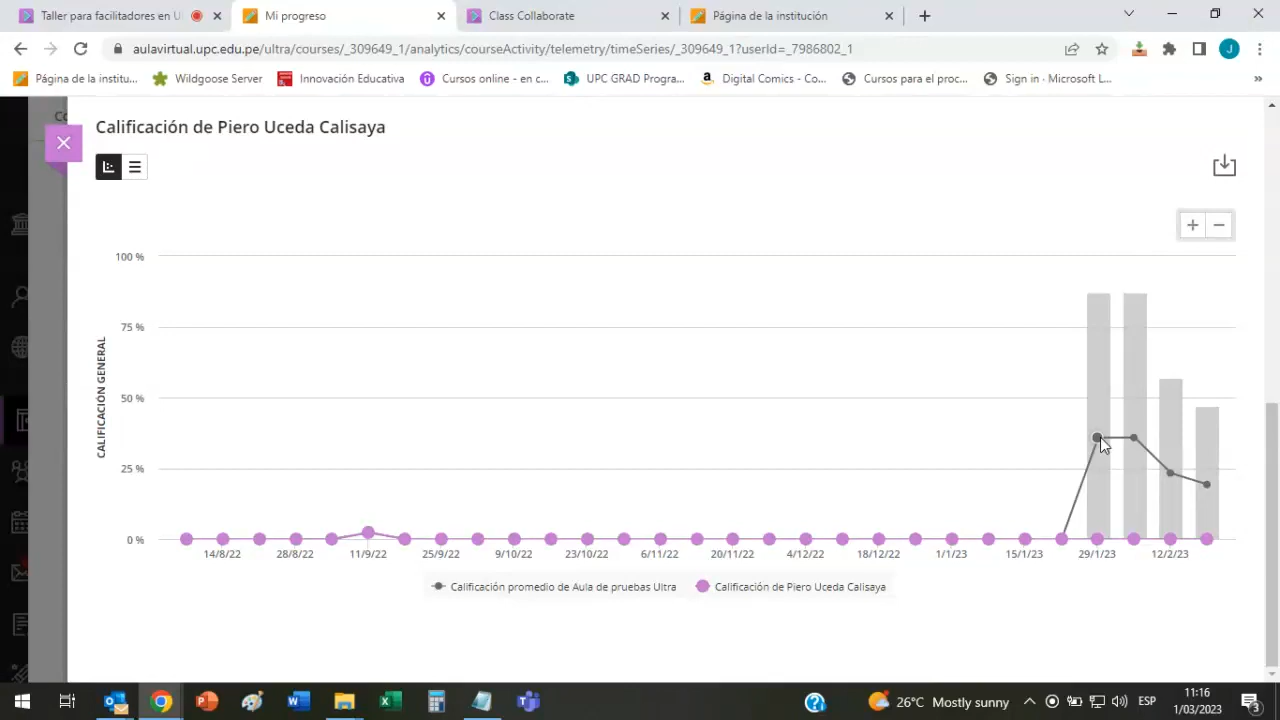 Taller para facilitadores en U
Mi progreso
Class Collaborate
Página de la institución
aulavirtual.upc.edu.pe/ultra/courses/_309649_1/analytics/courseActivity/telemetry/timeSeries/_309649_1?userId=_7986802_1
J
Página de la institu...
Wildgoose Server
Innovación Educativa
Cursos online - en c...
UPC GRAD Progra...
Digital Comics - Co...
Cursos para el proc...
Sign in · Microsoft L...
»
Co
Calificación de Piero Uceda Calisaya
+ −
CALIFICACIÓN GENERAL
100 %
75 %
50 %
25 %
0 %
14/8/22 28/8/22 11/9/22 25/9/22 9/10/22 23/10/22 6/11/22 20/11/22 4/12/22 18/12/22 1/1/23 15/1/23 29/1/23 12/2/23
Calificación promedio de Aula de pruebas Ultra
Calificación de Piero Uceda Calisaya
26°C Mostly sunny
ESP
11:16
1/03/2023
3